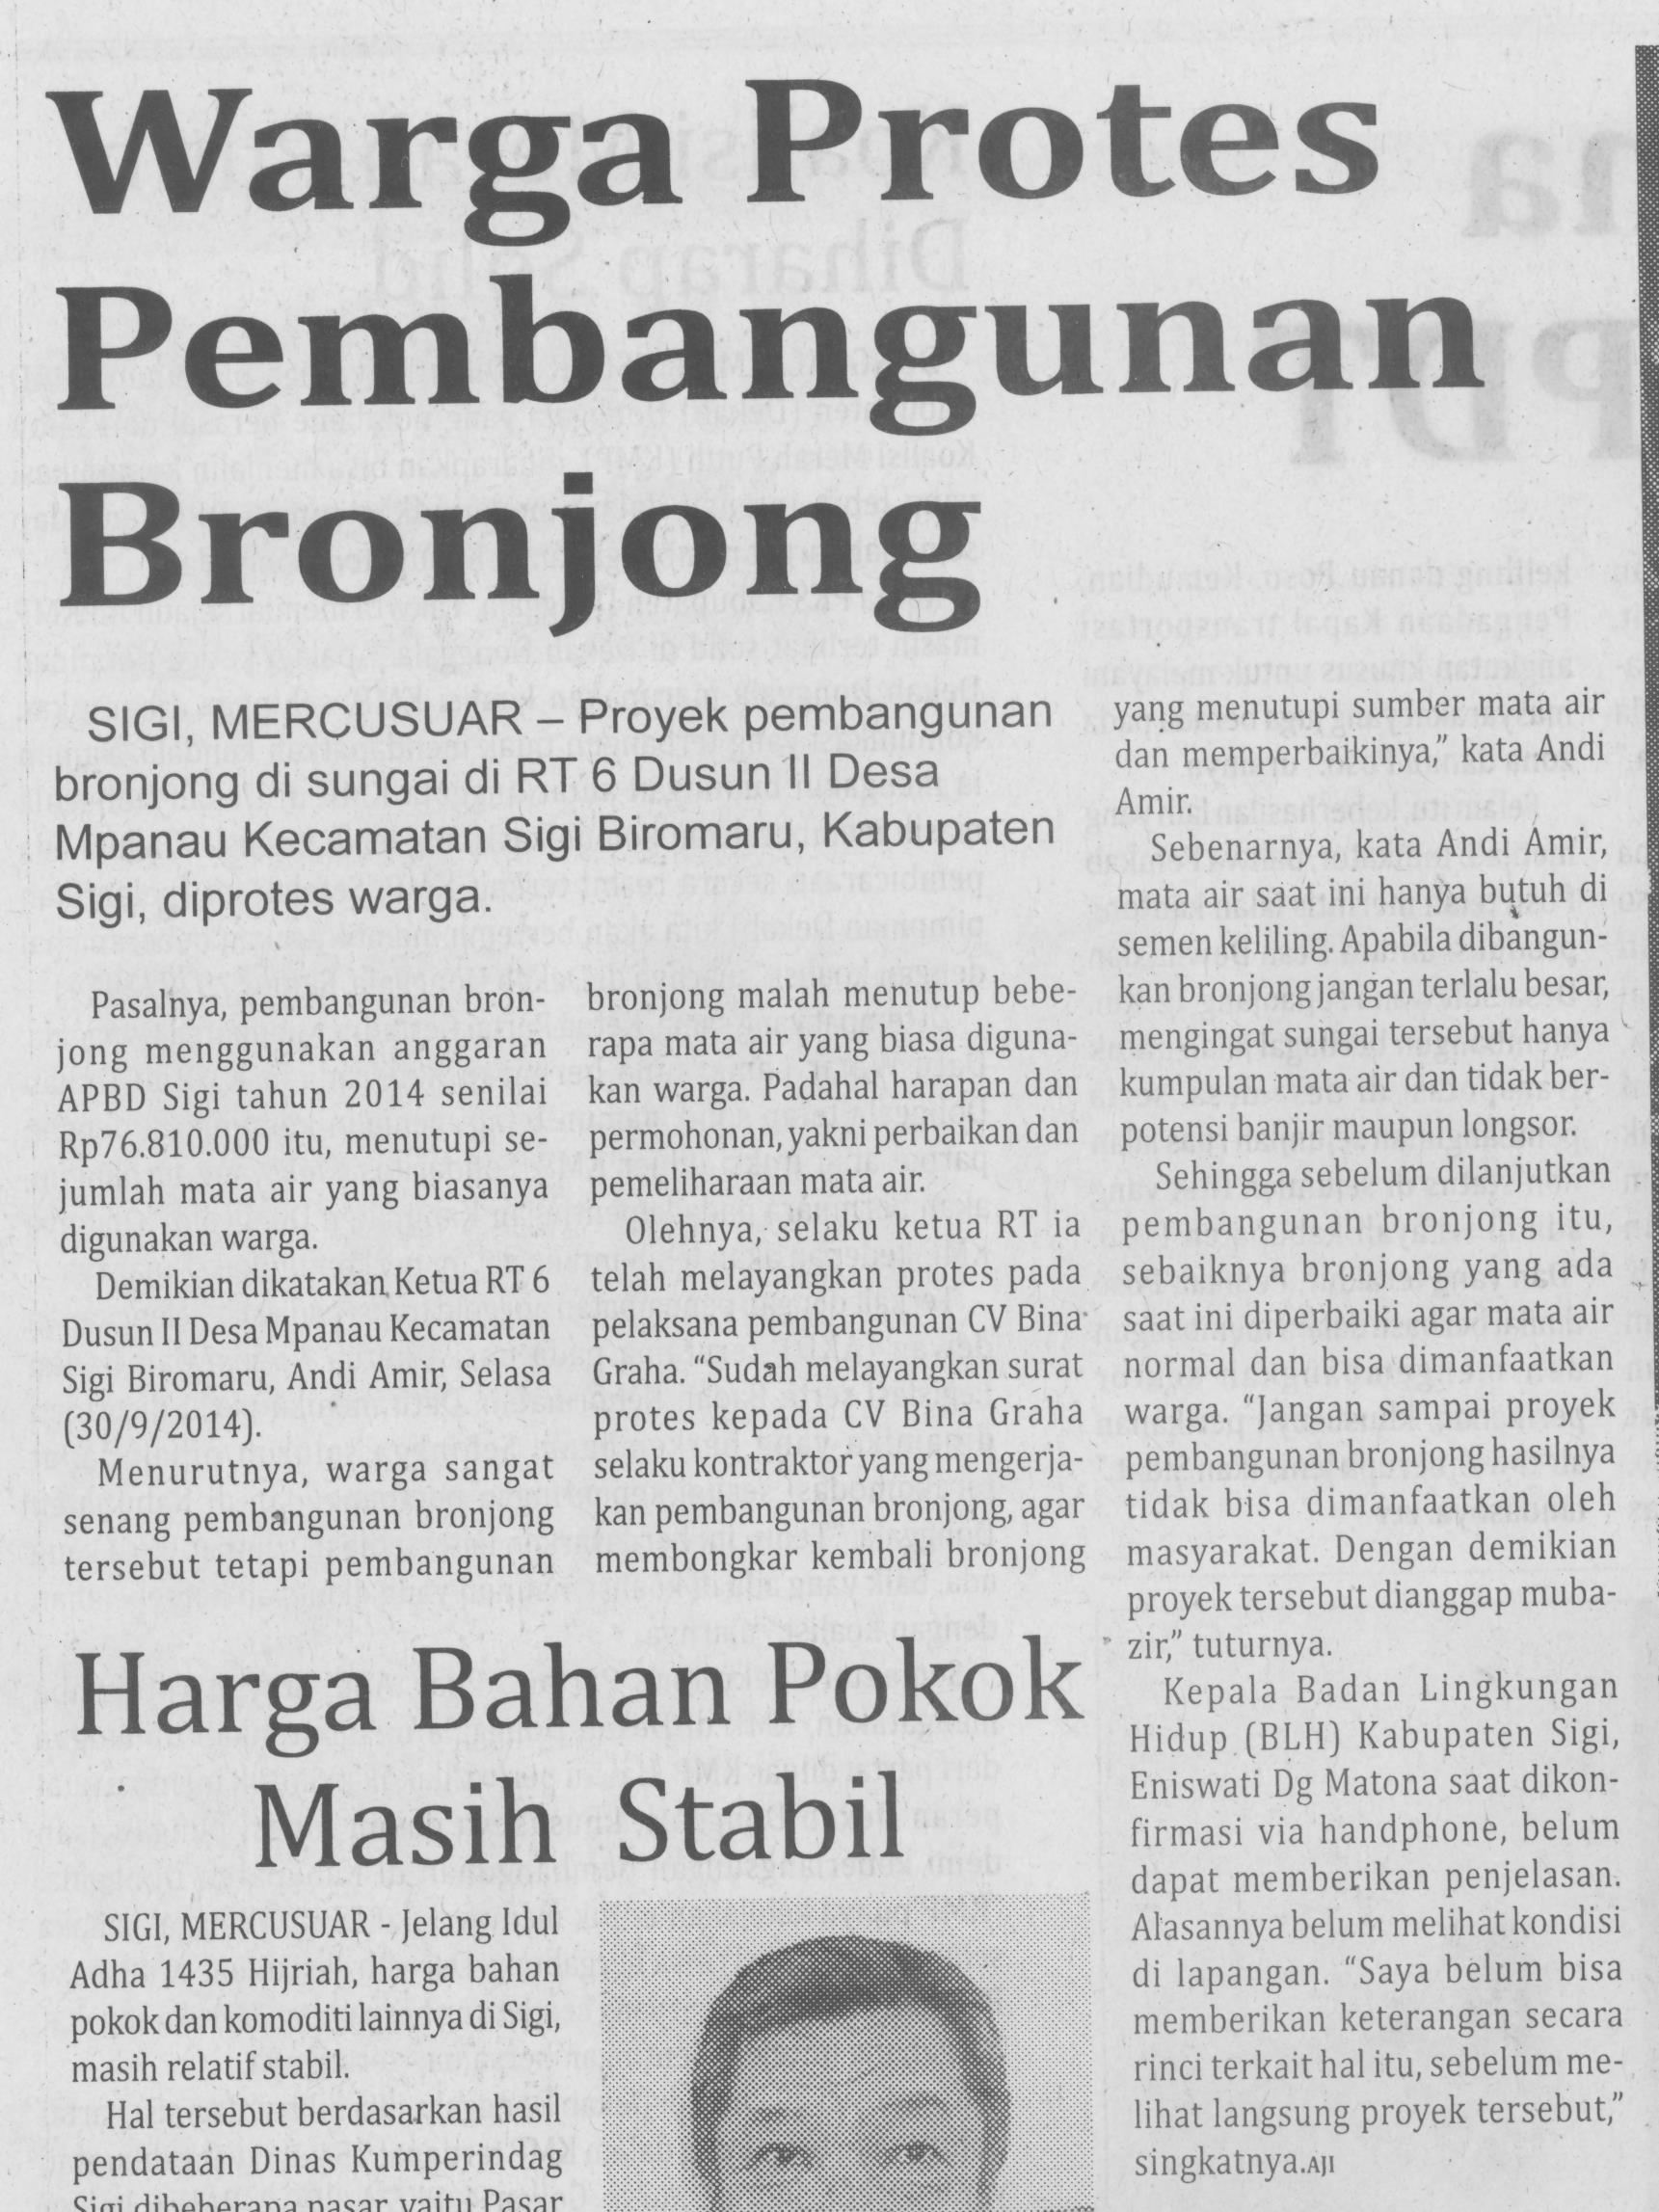 Warga Protes
Pembangunan
Bronjong
SIGI, MERCUSUAR – Proyek pembangunan
bronjong di sungai di RT 6 Dusun II Desa
Mpanau Kecamatan Sigi Biromaru, Kabupaten
Sigi, diprotes warga.
Pasalnya, pembangunan bron-
jong menggunakan anggaran
APBD Sigi tahun 2014 senilai
Rp76.810.000 itu, menutupi se-
jumlah mata air yang biasanya
digunakan warga.
Demikian dikatakan Ketua RT 6
Dusun II Desa Mpanau Kecamatan
Sigi Biromaru, Andi Amir, Selasa
(30/9/2014).
Menurutnya, warga sangat
senang pembangunan bronjong
tersebut tetapi pembangunan
bronjong malah menutup bebe-
rapa mata air yang biasa diguna-
kan warga. Padahal harapan dan
permohonan, yakni perbaikan dan
pemeliharaan mata air.
Olehnya, selaku ketua RT ia
telah melayangkan protes pada
pelaksana pembangunan CV Bina
Graha. “Sudah melayangkan surat
protes kepada CV Bina Graha
selaku kontraktor yang mengerja-
kan pembangunan bronjong, agar
membongkar kembali bronjong
yang menutupi sumber mata air
dan memperbaikinya,” kata Andi
Amir.
Sebenarnya, kata Andi Amir,
mata air saat ini hanya butuh di
semen keliling. Apabila dibangun-
kan bronjong jangan terlalu besar,
mengingat sungai tersebut hanya
kumpulan mata air dan tidak ber-
potensi banjir maupun longsor.
Sehingga sebelum dilanjutkan
pembangunan bronjong itu,
sebaiknya bronjong yang ada
saat ini diperbaiki agar mata air
normal dan bisa dimanfaatkan
warga. “Jangan sampai proyek
pembangunan bronjong hasilnya
tidak bisa dimanfaatkan oleh
masyarakat. Dengan demikian
proyek tersebut dianggap muba-
zir,” tuturnya.
Kepala Badan Lingkungan
Hidup (BLH) Kabupaten Sigi,
Eniswati Dg Matona saat dikon-
firmasi via handphone, belum
dapat memberikan penjelasan.
Alasannya belum melihat kondisi
di lapangan. “Saya belum bisa
memberikan keterangan secara
rinci terkait hal itu, sebelum me-
lihat langsung proyek tersebut,”
singkatnya.AJI
Harga Bahan Pokok
Masih Stabil
SIGI, MERCUSUAR - Jelang Idul
Adha 1435 Hijriah, harga bahan
pokok dan komoditi lainnya di Sigi,
masih relatif stabil.
Hal tersebut berdasarkan hasil
pendataan Dinas Kumperindag
Sigi dibeberapa pasar yaitu Pasar